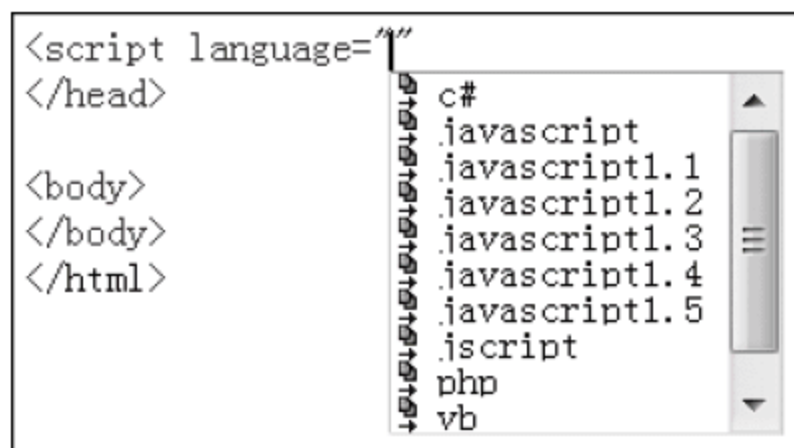 <script language=""
</head>
<body>
</body>
</html>
c#
javascript
javascript1.1
javascript1.2
javascript1.3
javascript1.4
javascript1.5
jscript
php
vb